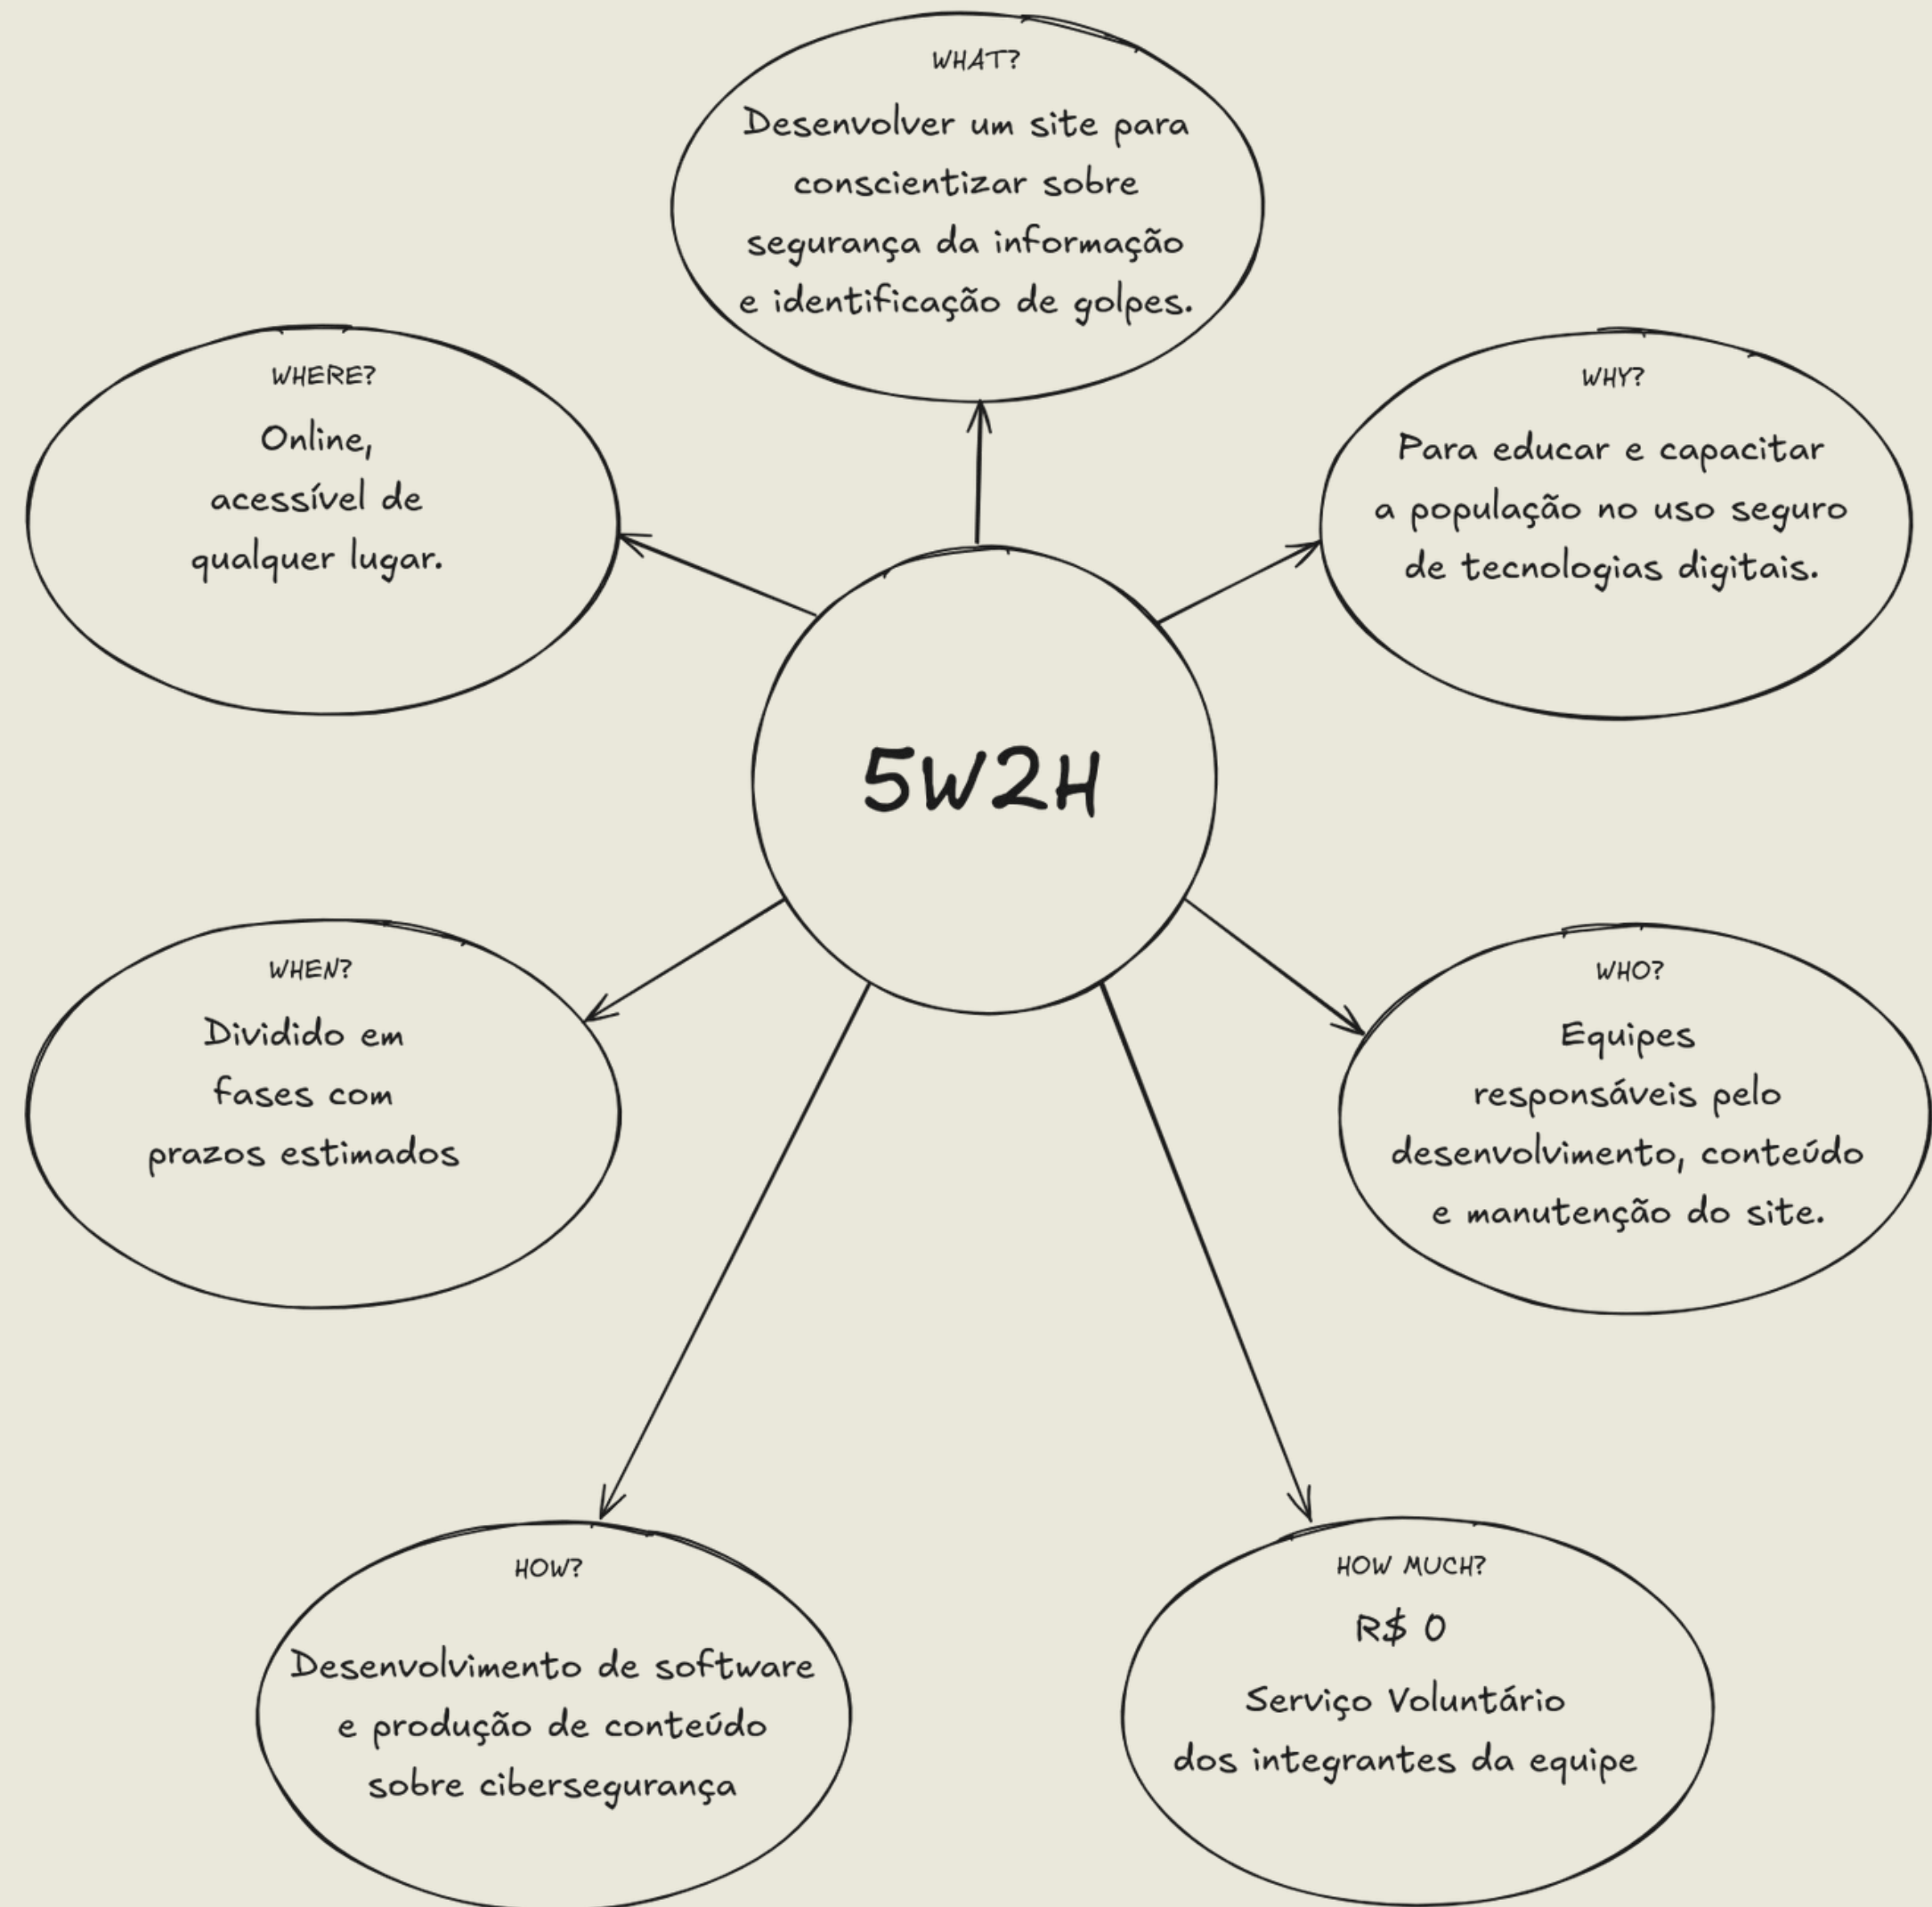 WHAT?
Desenvolver um site para
conscientizar sobre
segurança da informação
e identificação de golpes.
WHERE?
Online,
acessível de
qualquer lugar.
WHY?
Para educar e capacitar
a população no uso seguro
de tecnologias digitais.
5W2H
WHEN?
Dividido em
fases com
prazos estimados
WHO?
Equipes
responsáveis pelo
desenvolvimento, conteúdo
e manutenção do site.
HOW?
Desenvolvimento de software
e produção de conteúdo
sobre cibersegurança
HOW MUCH?
R$ 0
Serviço Voluntário
dos integrantes da equipe